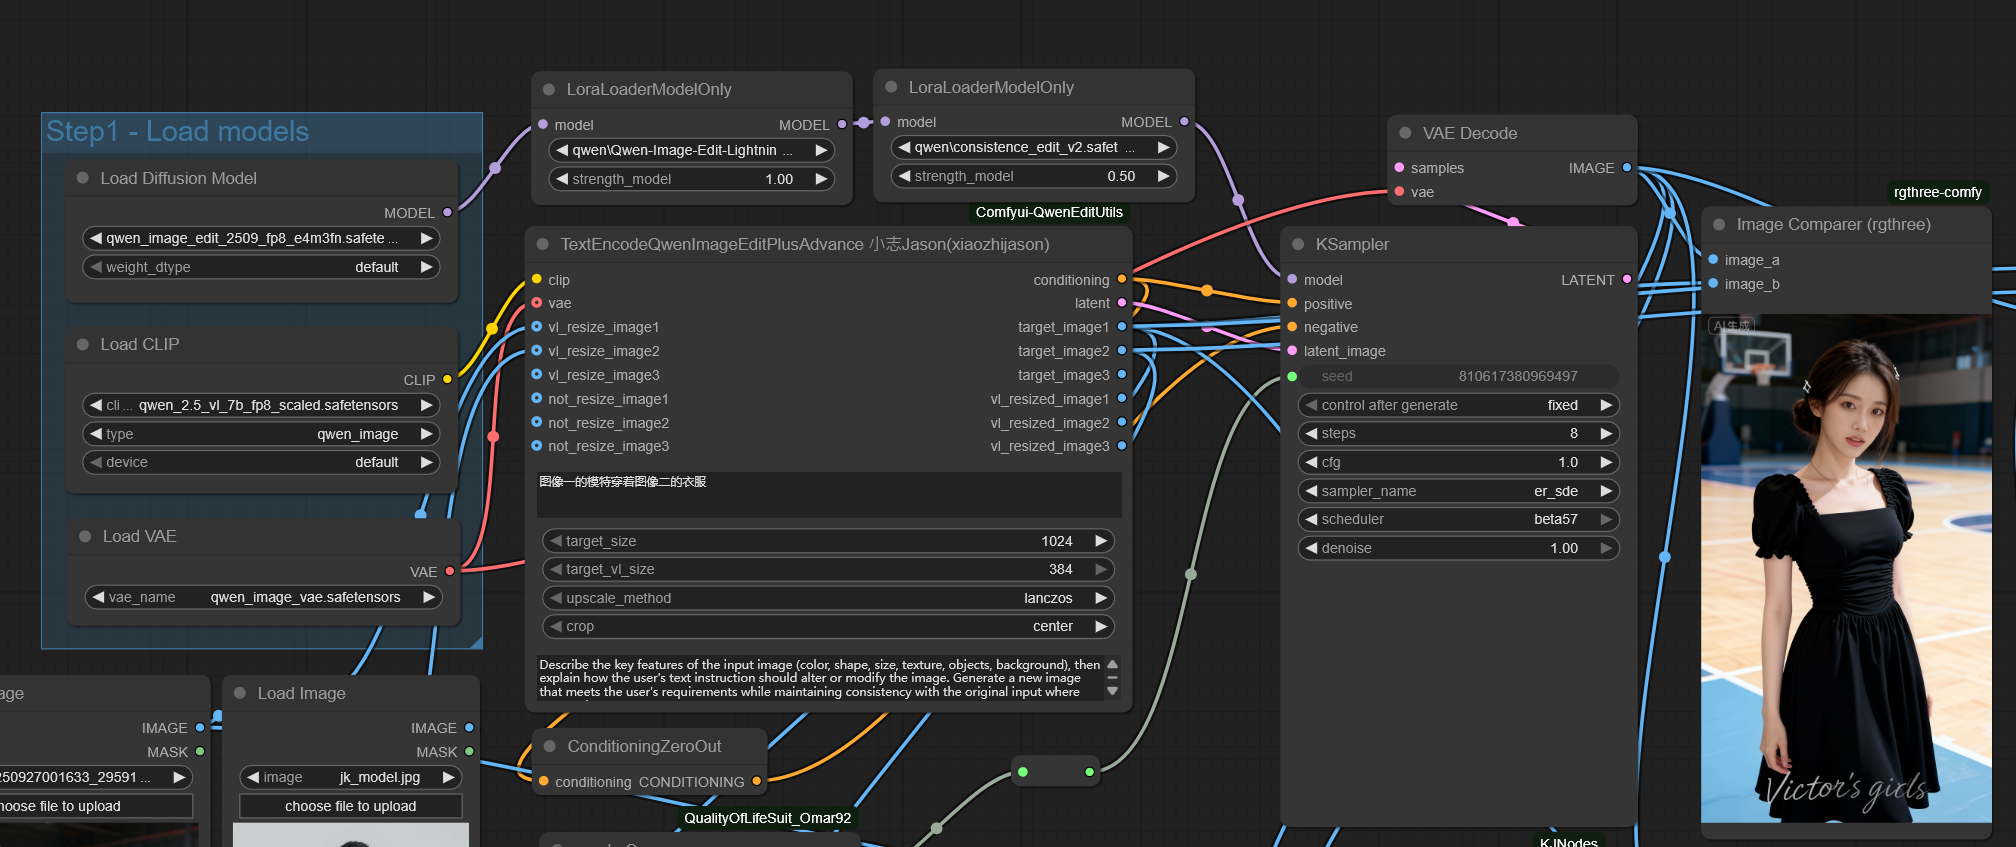 Step1 - Load models
Load Diffusion Model
MODEL
qwen_image_edit_2509_fp8_e4m3fn.safete ...
weight_dtype default
Load CLIP
CLIP
cli ... qwen_2.5_vl_7b_fp8_scaled.safetensors
type qwen_image
device default
Load VAE
VAE
vae_name qwen_image_vae.safetensors
age
IMAGE
MASK
250927001633_29591 ...
hoose file to upload
Load Image
IMAGE
MASK
image jk_model.jpg
choose file to upload
LoraLoaderModelOnly
model MODEL
qwen\Qwen-Image-Edit-Lightnin ...
strength_model 1.00
LoraLoaderModelOnly
model MODEL
qwen\consistence_edit_v2.safet ...
strength_model 0.50
Comfyui-QwenEditUtils
TextEncodeQwenImageEditPlusAdvance 小志Jason(xiaozhijason)
clip conditioning
vae latent
vl_resize_image1 target_image1
vl_resize_image2 target_image2
vl_resize_image3 target_image3
not_resize_image1 vl_resized_image1
not_resize_image2 vl_resized_image2
not_resize_image3 vl_resized_image3
图像一的模特穿着图像二的衣服
target_size 1024
target_vl_size 384
upscale_method lanczos
crop center
Describe the key features of the input image (color, shape, size, texture, objects, background), then
explain how the user's text instruction should alter or modify the image. Generate a new image
that meets the user's requirements while maintaining consistency with the original input where
ConditioningZeroOut
conditioning CONDITIONING
QualityOfLifeSuit_Omar92
VAE Decode
samples IMAGE
vae
KSampler
model LATENT
positive
negative
latent_image
seed 810617380969497
control after generate fixed
steps 8
cfg 1.0
sampler_name er_sde
scheduler beta57
denoise 1.00
KJNodes
rgthree-comfy
Image Comparer (rgthree)
image_a
image_b
AI生成
Victor's girls